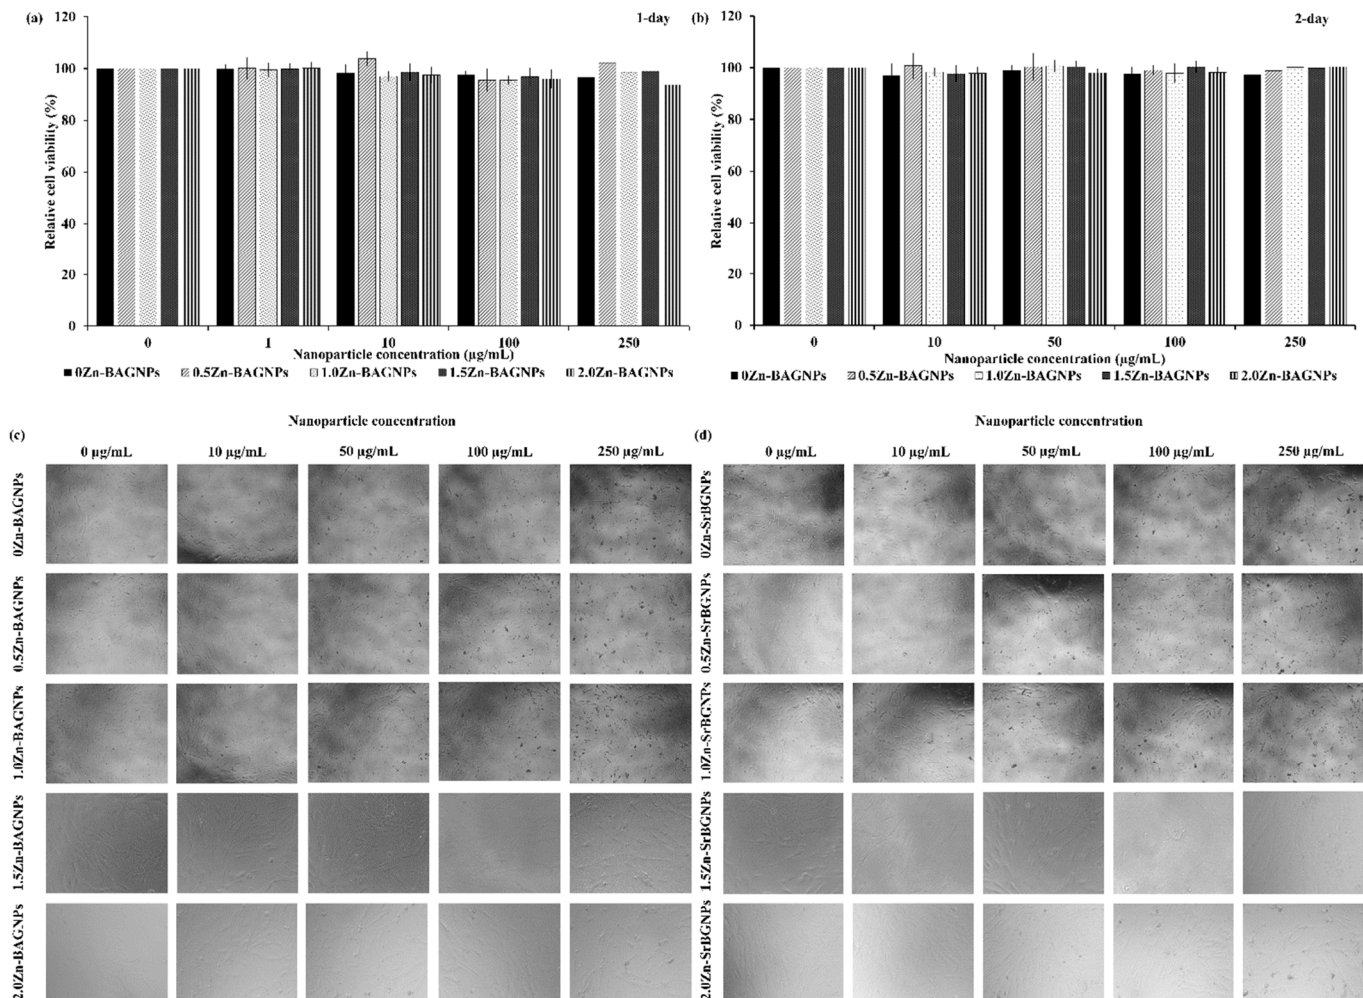 (a)
1-day
120
100
80
60
40
20
0
Relative cell viability (%)
0 1 10 100 250
Nanoparticle concentration (µg/mL)
0Zn-BAGNPs 0.5Zn-BAGNPs 1.0Zn-BAGNPs 1.5Zn-BAGNPs 2.0Zn-BAGNPs
(b)
2-day
120
100
80
60
40
20
0
Relative cell viability (%)
0 10 50 100 250
Nanoparticle concentration (µg/mL)
0Zn-BAGNPs 0.5Zn-BAGNPs 1.0Zn-BAGNPs 1.5Zn-BAGNPs 2.0Zn-BAGNPs
(c)
Nanoparticle concentration
0 µg/mL 10 µg/mL 50 µg/mL 100 µg/mL 250 µg/mL
0Zn-BAGNPs
0.5Zn-BAGNPs
1.0Zn-BAGNPs
1.5Zn-BAGNPs
2.0Zn-BAGNPs
(d)
Nanoparticle concentration
0 µg/mL 10 µg/mL 50 µg/mL 100 µg/mL 250 µg/mL
0Zn-SrBGNPs
0.5Zn-SrBGNPs
1.0Zn-SrBGNPs
1.5Zn-SrBGNPs
2.0Zn-SrBGNPs